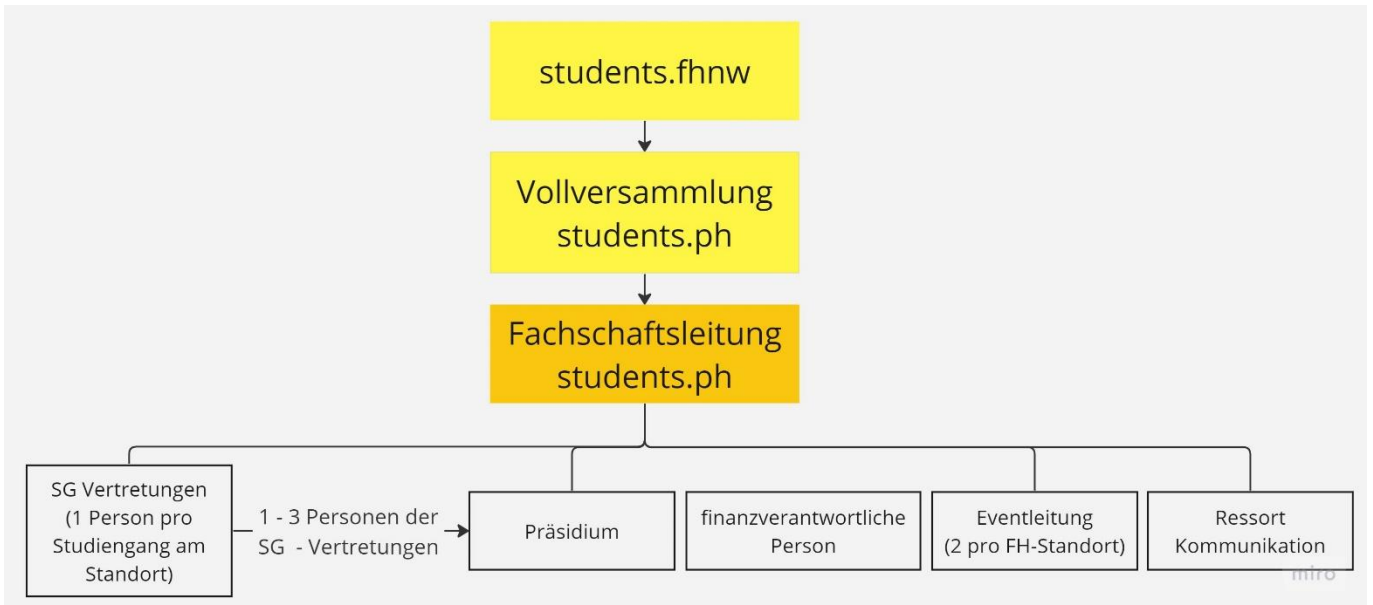 students.fhnw
Vollversammlung
students.ph
Fachschaftsleitung
students.ph
SG Vertretungen
(1 Person pro
Studiengang am
Standort)
1 - 3 Personen der
SG - Vertretungen
Präsidium
finanzverantwortliche
Person
Eventleitung
(2 pro FH-Standort)
Ressort
Kommunikation
miro